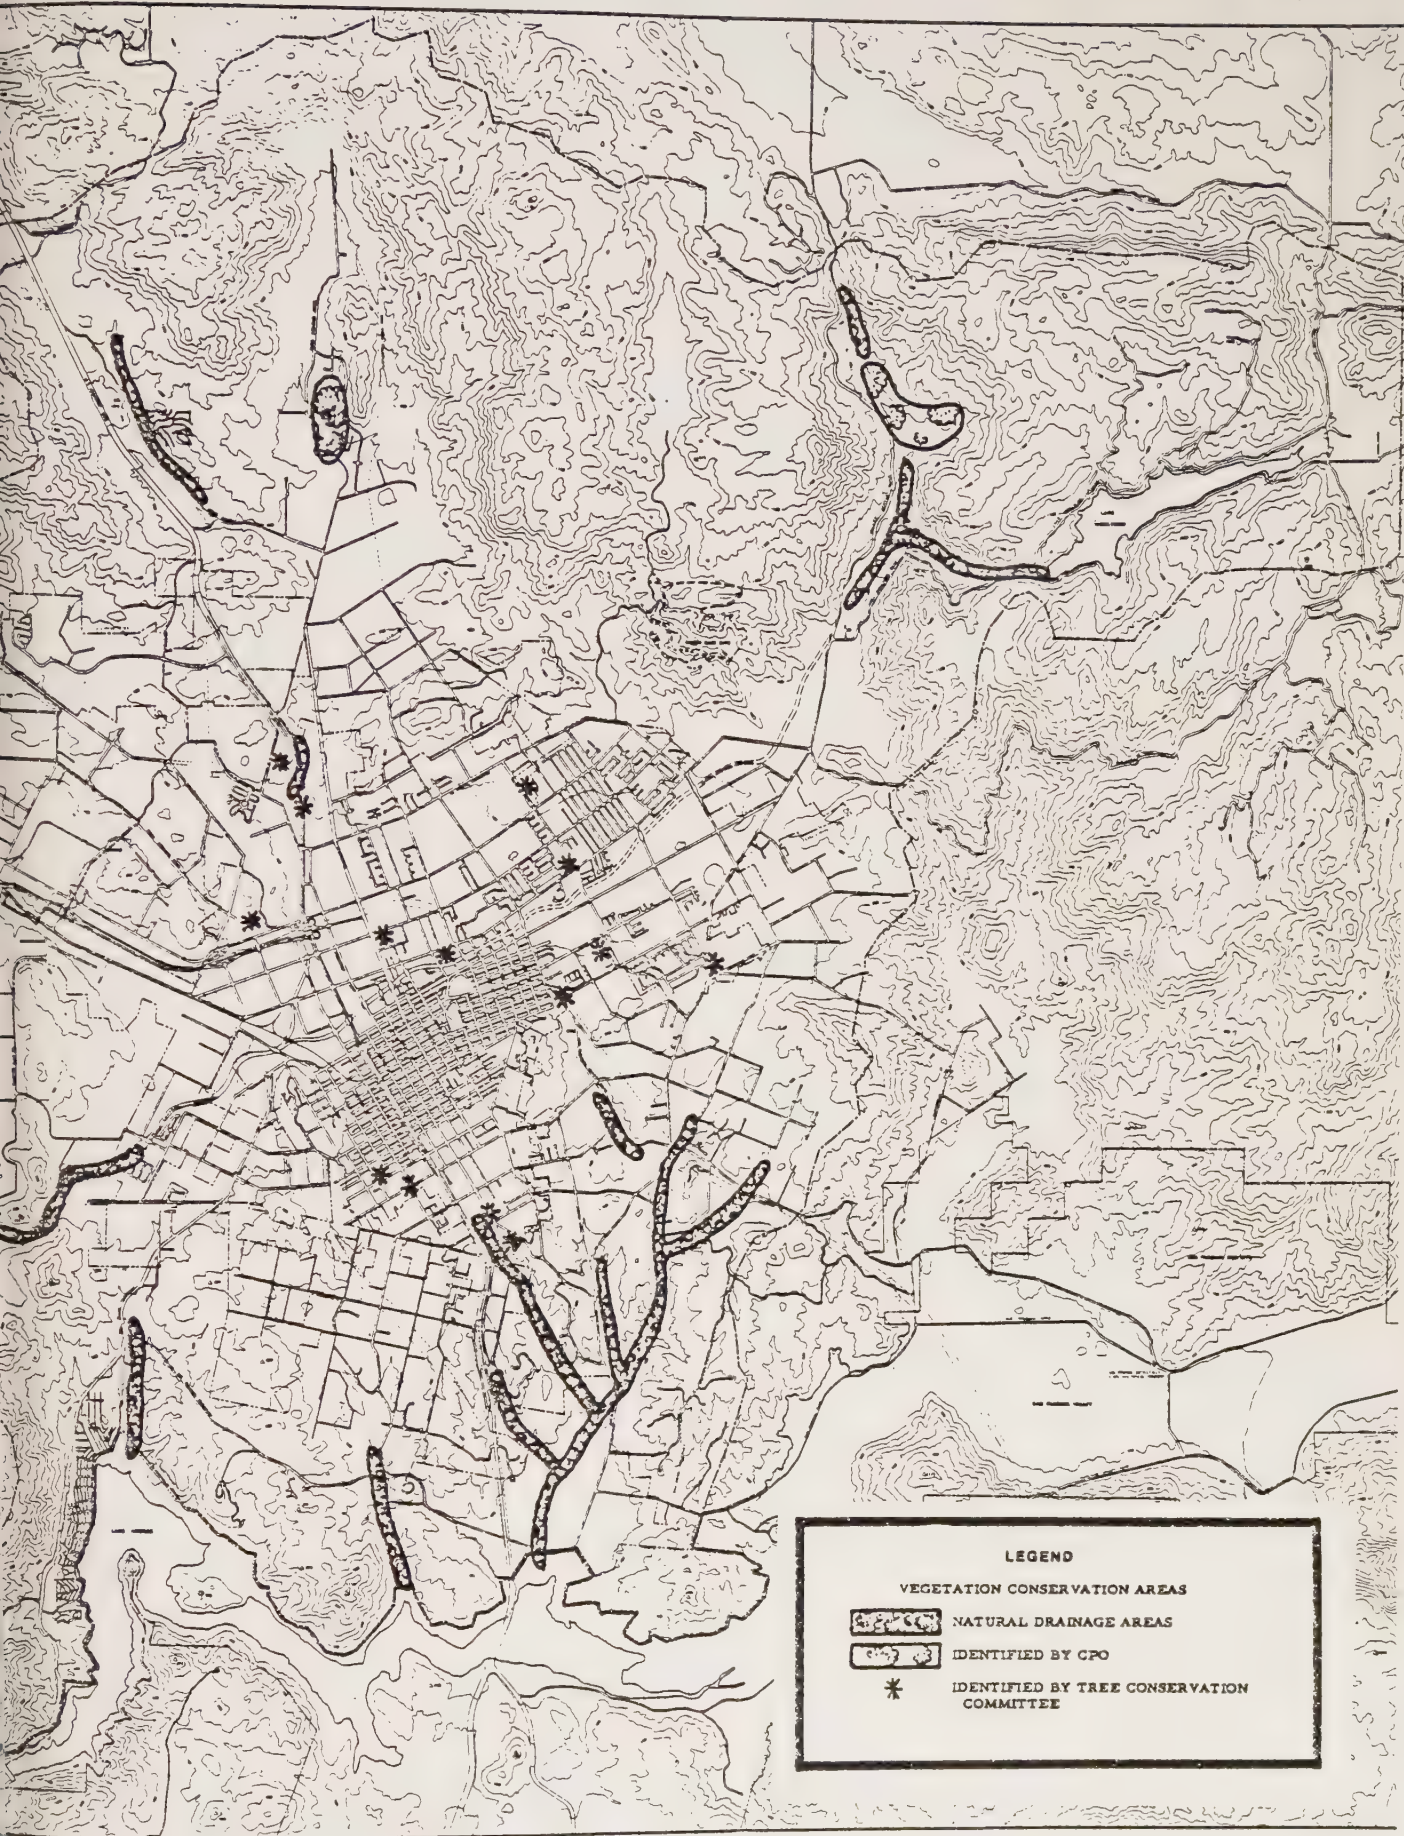 LEGEND
VEGETATION CONSERVATION AREAS
NATURAL DRAINAGE AREAS
IDENTIFIED BY CPO
IDENTIFIED BY TREE CONSERVATION
COMMITTEE